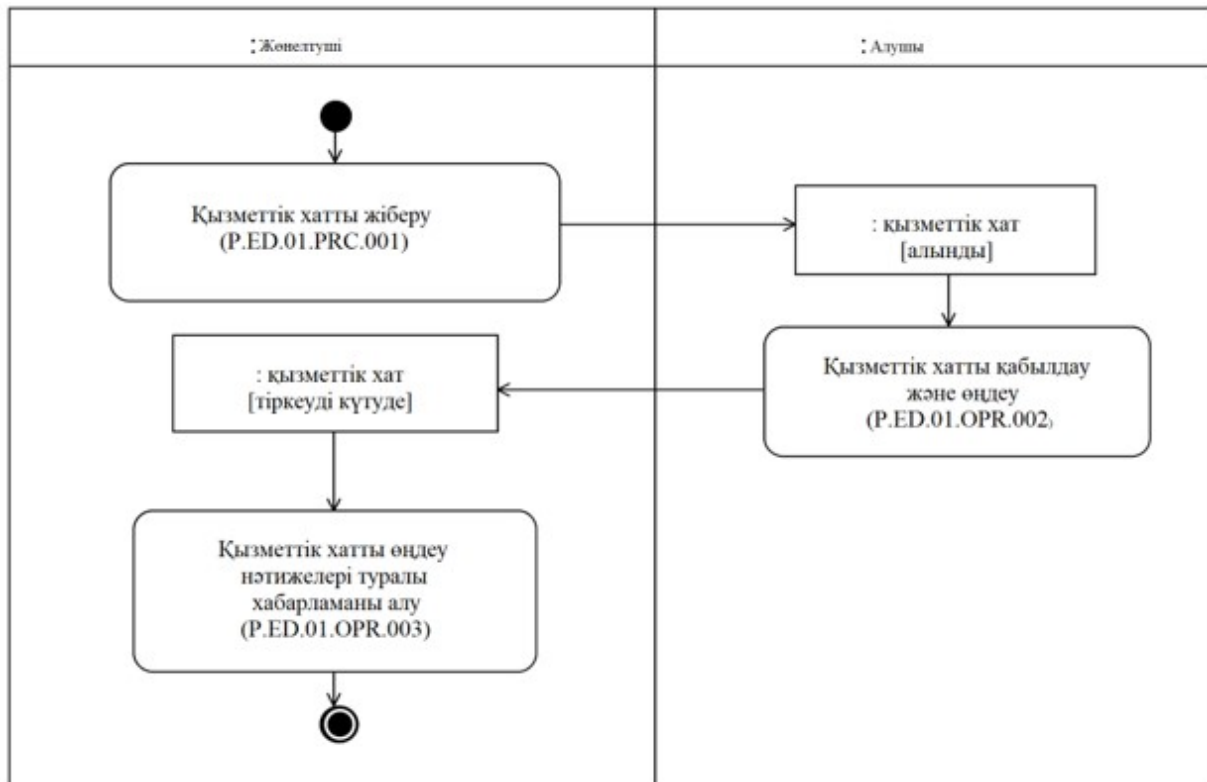 : Жөнелтуші
: Алушы
Қызметтік хатты жіберу
(P.ED.01.PRC.001)
: қызметтік хат
[алынды]
Қызметтік хатты қабылдау
және өңдеу
(P.ED.01.OPR.002)
: қызметтік хат
[тіркеуді күтуде]
Қызметтік хатты өңдеу
нәтижелері туралы
хабарламаны алу
(P.ED.01.OPR.003)